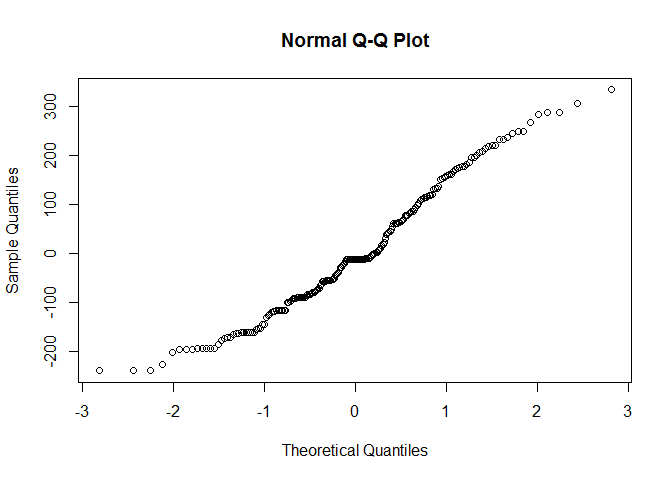 Normal Q-Q Plot
Sample Quantiles
300
200
100
0
-100
-200
-3 -2 -1 0 1 2 3
Theoretical Quantiles